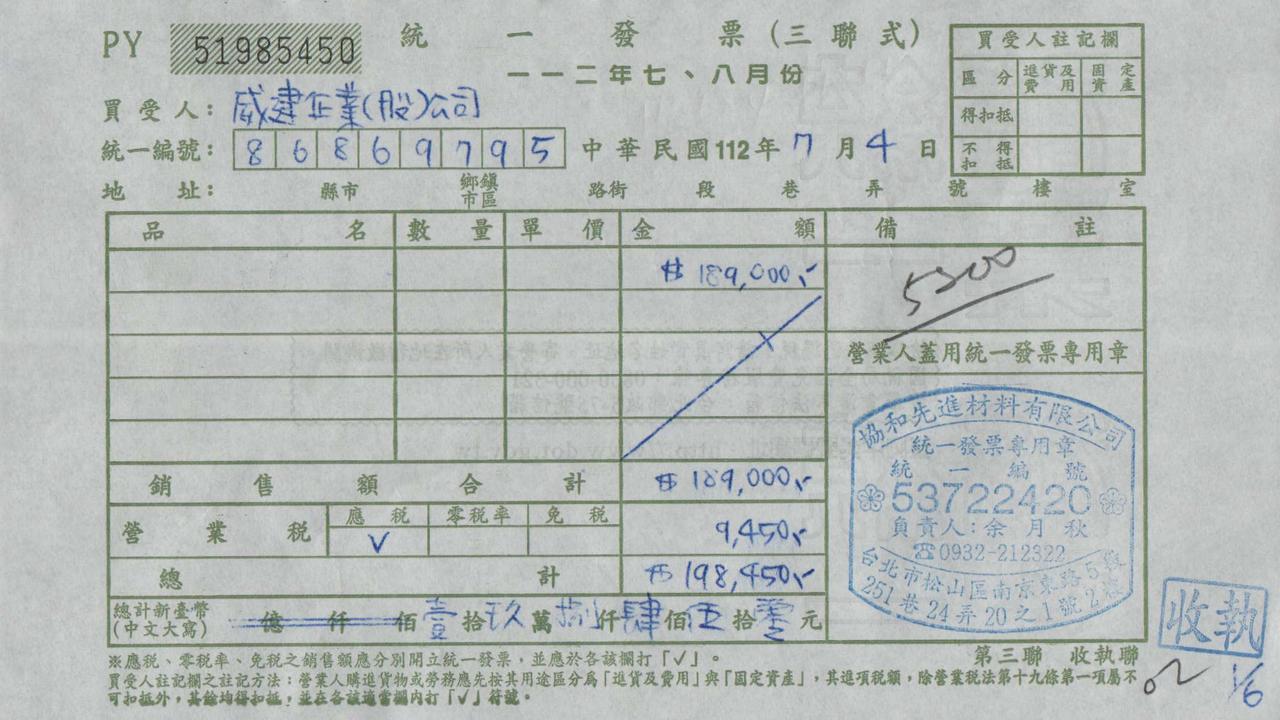 PY 51985450 統一發票(三聯式)
一一二年七、八月份
買受人: 威建企業(股)公司
統一編號: 86869795 中華民國112年7月4日
地址: 縣市 鄉鎮市區 路街 段 巷 弄 號 樓 室
買受人註記欄
區分 進貨及費用 固定資產
得扣抵
不得扣抵
品名 數量 單價 金額 備註
189,000
營業人蓋用統一發票專用章
銷售額合計 189,000
應稅 零稅率 免稅
營業稅 V 9,450
總計 198,450
總計新臺幣(中文大寫) 億 仟 佰 壹拾玖萬捌仟肆佰伍拾零元
協和先進材料有限公司
統一發票專用章
統一編號
53722420
負責人:余月秋
☎0932-212322
台北市松山區南京東路5段
251巷24弄20之1號2樓
收執
※應稅、零稅率、免稅之銷售額應分別開立統一發票,並應於各該欄打「√」。
第三聯 收執聯
買受人註記欄之註記方法:營業人購進貨物或勞務應先按其用途區分為「進貨及費用」與「固定資產」,其進項稅額,除營業稅法第十九條第一項屬不
可扣抵外,其餘均得扣抵,並在各該適當欄內打「√」符號。
1/6